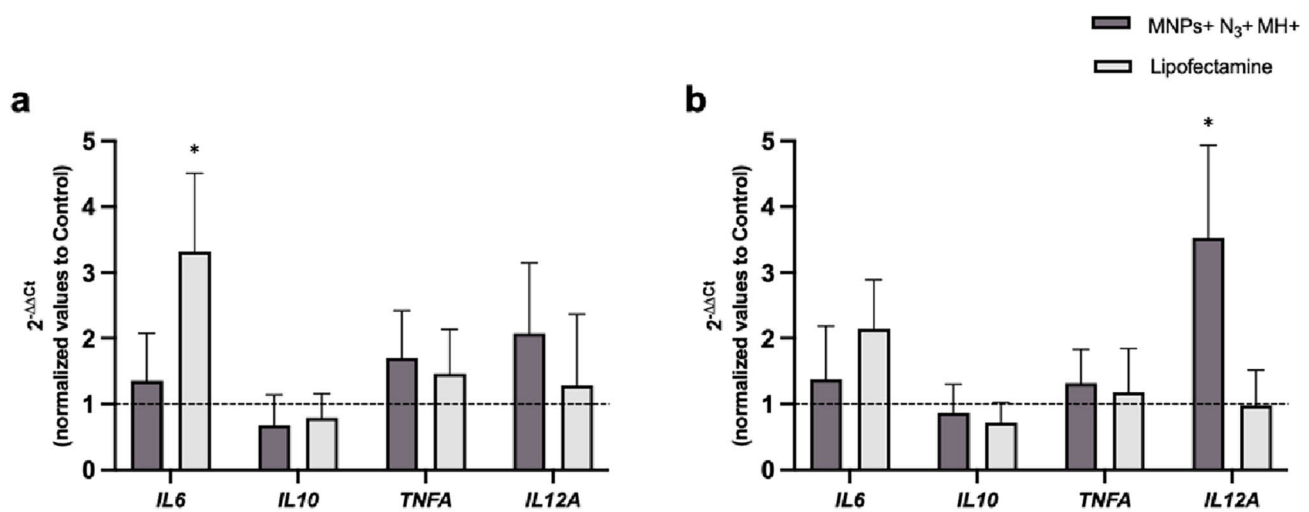 MNPs+ N₃+ MH+
Lipofectamine
a
5
*
4
3
2
1
0
2-ΔΔCt
(normalized values to Control)
IL6
IL10
TNFA
IL12A
b
5
*
4
3
2
1
0
2-ΔΔCt
(normalized values to Control)
IL6
IL10
TNFA
IL12A